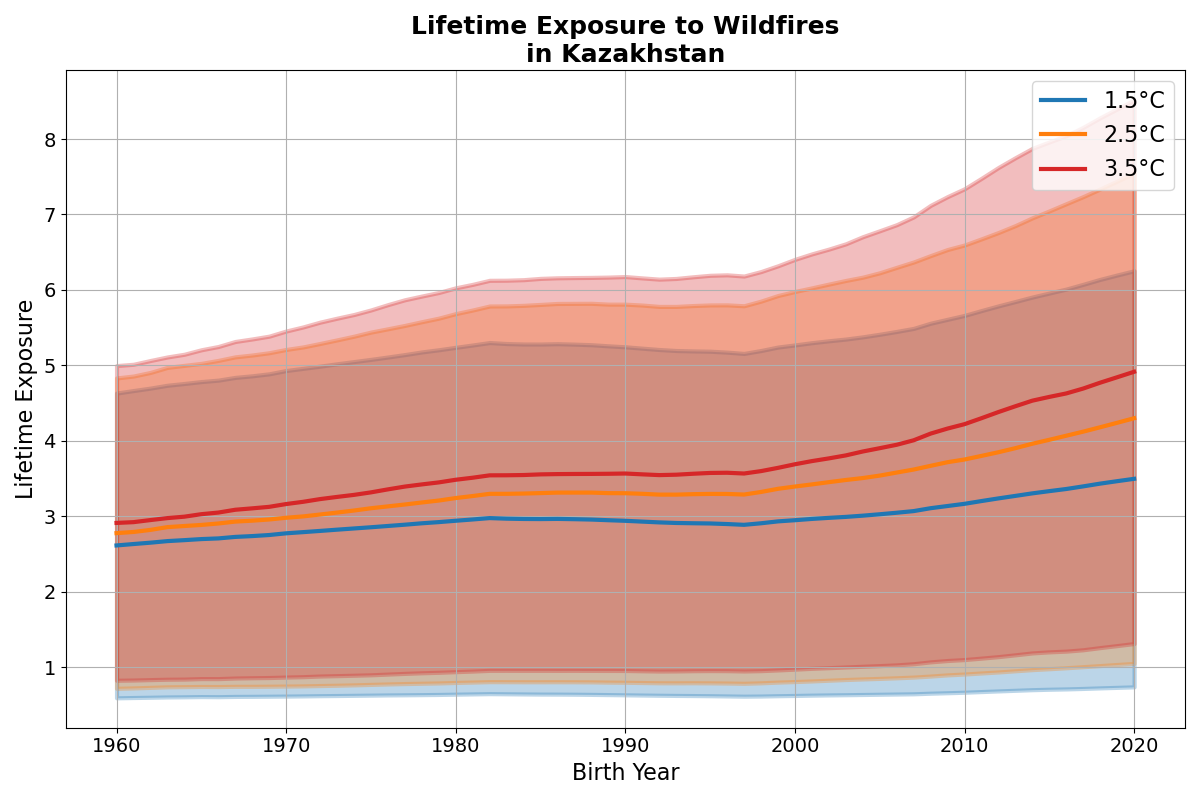 Lifetime Exposure to Wildfires
in Kazakhstan
1.5°C
2.5°C
3.5°C
Lifetime Exposure
8
7
6
5
4
3
2
1
1960 1970 1980 1990 2000 2010 2020
Birth Year